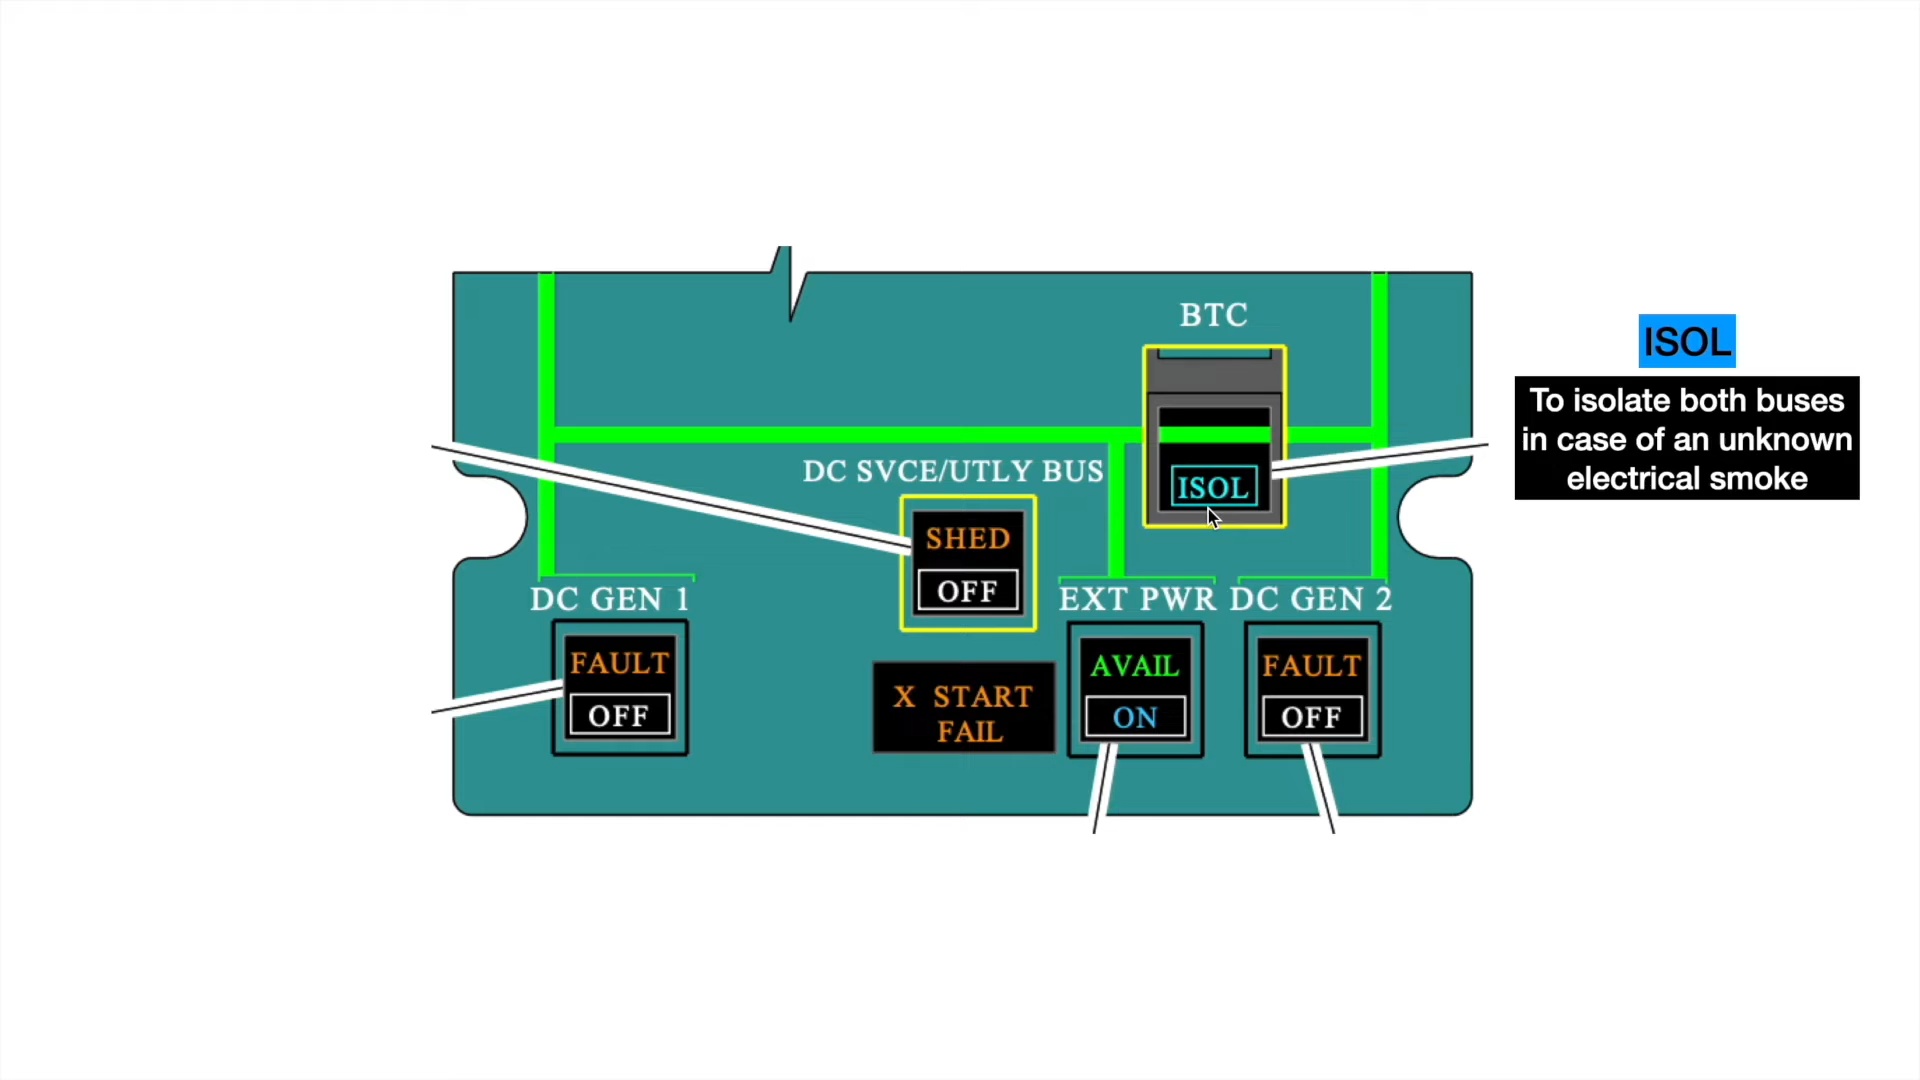 BTC
ISOL
To isolate both buses
in case of an unknown
electrical smoke
DC SVCE/UTLY BUS
ISOL
SHED
OFF
DC GEN 1
EXT PWR
DC GEN 2
FAULT
OFF
X START
FAIL
AVAIL
ON
FAULT
OFF